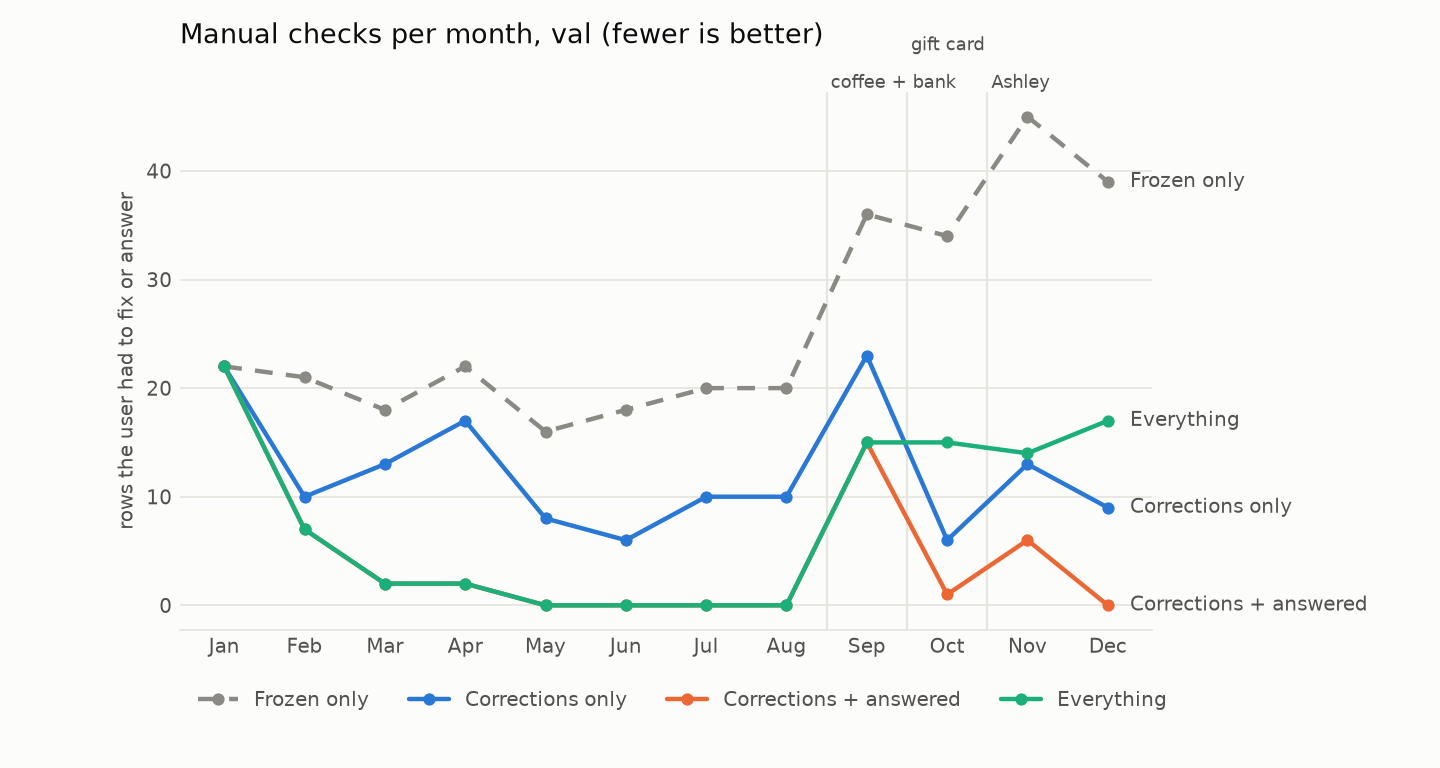 Manual checks per month, val (fewer is better)
gift card
coffee + bank
Ashley
rows the user had to fix or answer
40
30
20
10
0
Frozen only
Everything
Corrections only
Corrections + answered
Jan Feb Mar Apr May Jun Jul Aug Sep Oct Nov Dec
Frozen only Corrections only Corrections + answered Everything